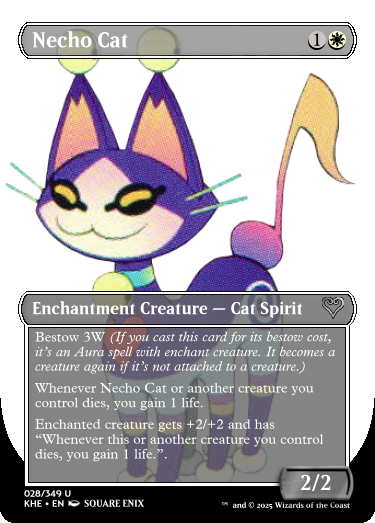 Necho Cat 1
Enchantment Creature — Cat Spirit
Bestow 3W (If you cast this card for its bestow cost,
it's an Aura spell with enchant creature. It becomes a
creature again if it's not attached to a creature.)
Whenever Necho Cat or another creature you
control dies, you gain 1 life.
Enchanted creature gets +2/+2 and has
“Whenever this or another creature you control
dies, you gain 1 life.”.
2/2
028/349 U
KHE • EN SQUARE ENIX
™ and © 2025 Wizards of the Coast